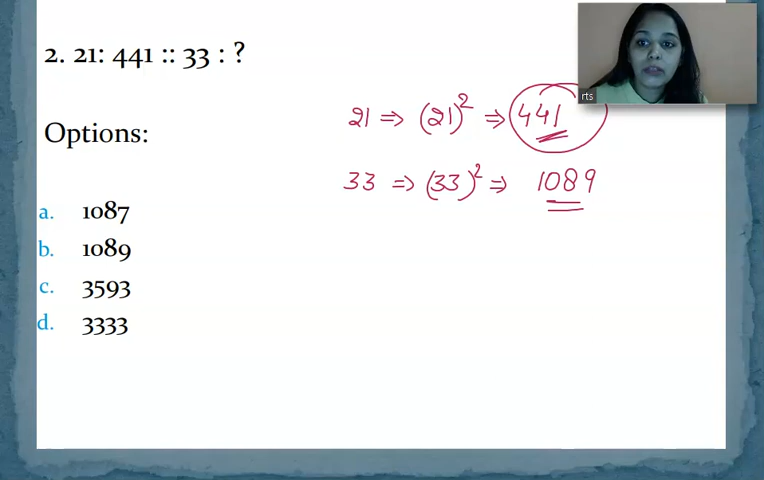 2. 21: 441 :: 33 : ?
21 ⇒ (21)² ⇒ 441
33 ⇒ (33)² ⇒ 1089
Options:
a. 1087
b. 1089
c. 3593
d. 3333
rts